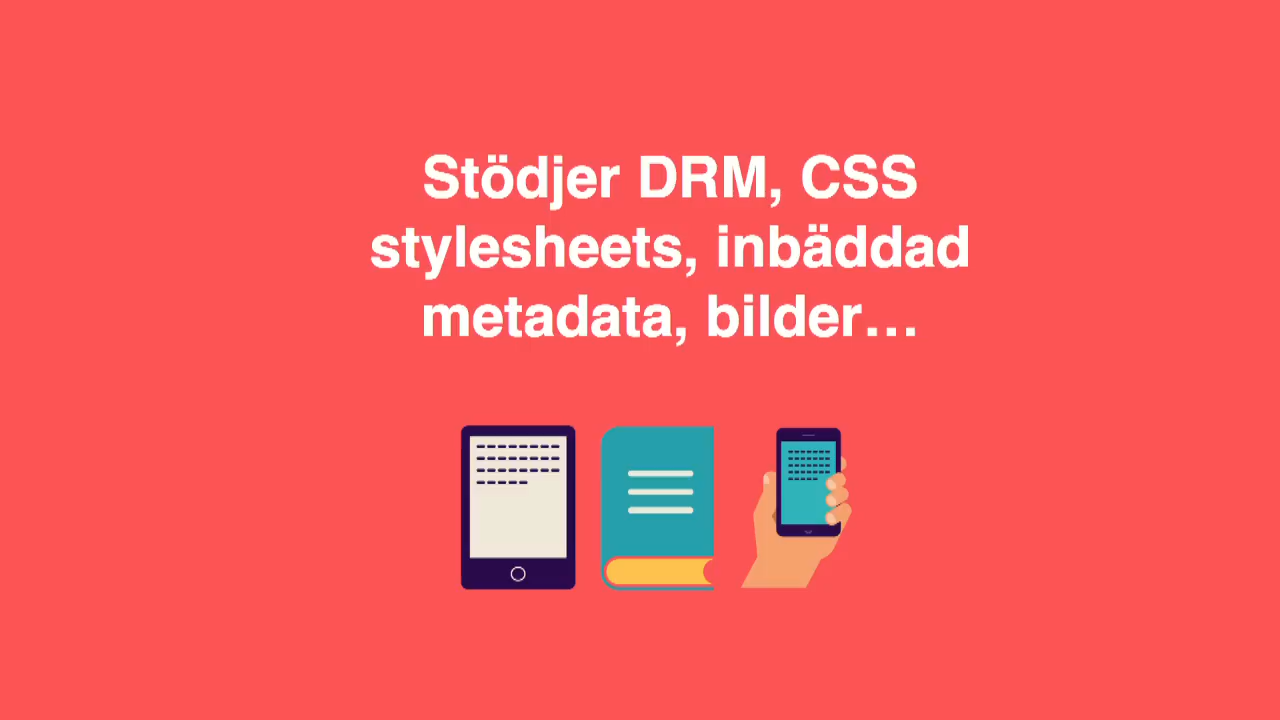 Stödjer DRM, CSS
stylesheets, inbäddad
metadata, bilder…